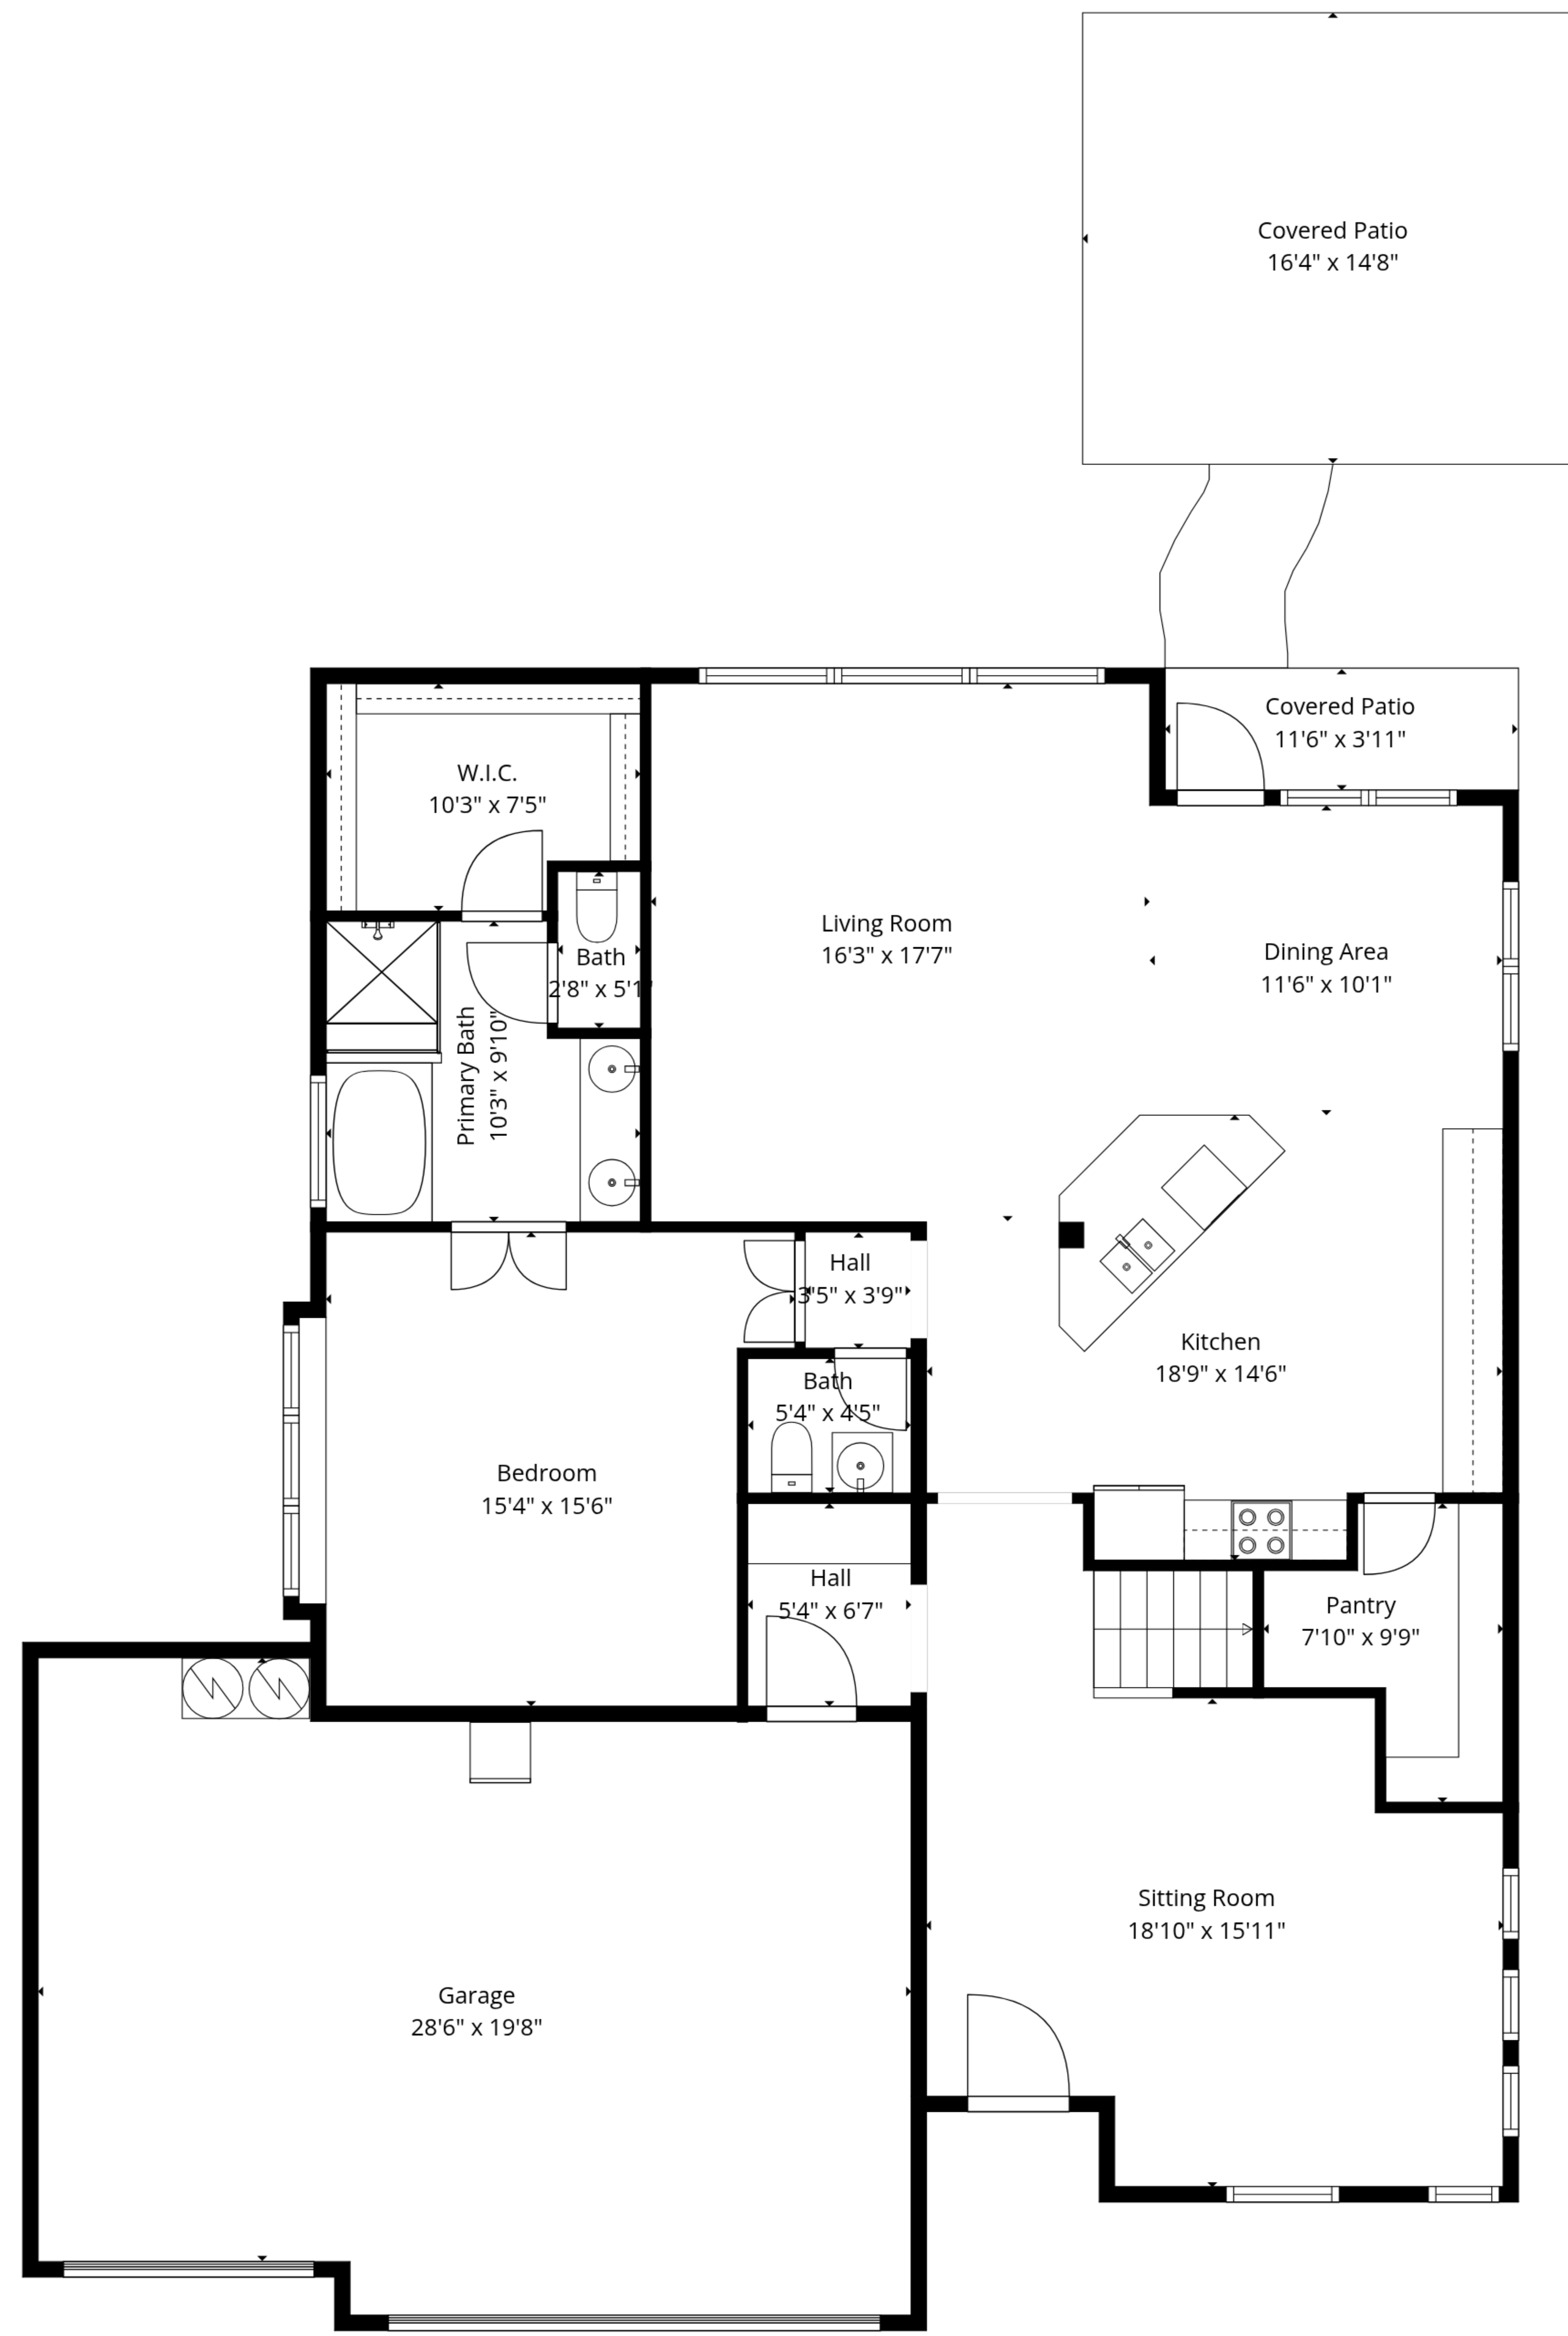 Covered Patio
16'4" x 14'8"
Covered Patio
11'6" x 3'11"
W.I.C.
10'3" x 7'5"
Living Room
16'3" x 17'7"
Bath
2'8" x 5'1"
Dining Area
11'6" x 10'1"
Primary Bath
10'3" x 9'10"
Hall
3'5" x 3'9"
Kitchen
18'9" x 14'6"
Bath
5'4" x 4'5"
Bedroom
15'4" x 15'6"
Hall
5'4" x 6'7"
Pantry
7'10" x 9'9"
Sitting Room
18'10" x 15'11"
Garage
28'6" x 19'8"